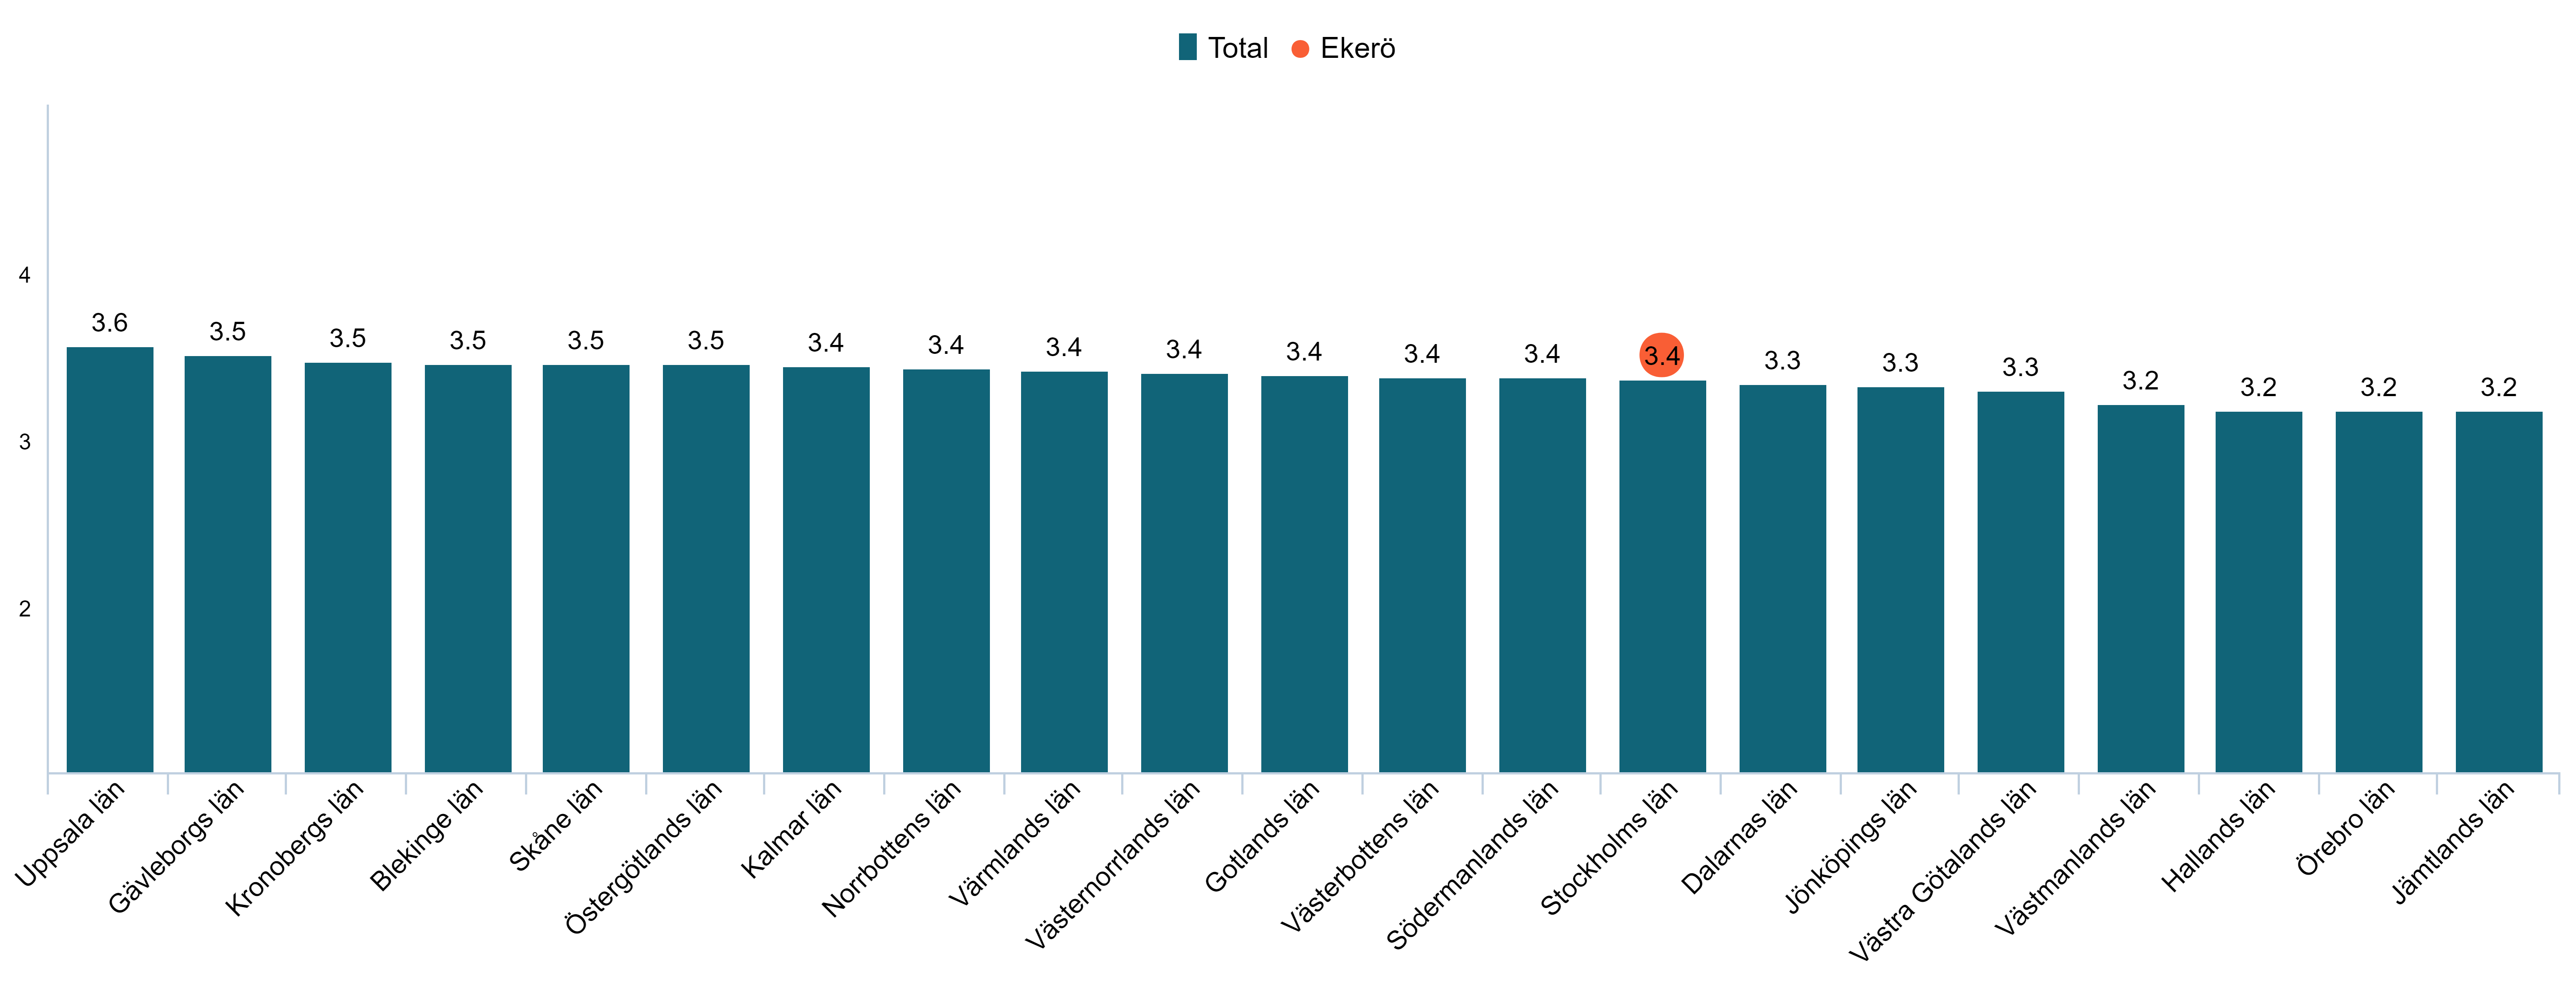 Total Ekerö
4
3.6 3.5 3.5 3.5 3.5 3.5 3.4 3.4 3.4 3.4 3.4 3.4 3.4 3.4 3.3 3.3 3.3 3.2 3.2 3.2 3.2
3
2
Uppsala län
Gävleborgs län
Kronobergs län
Blekinge län
Skåne län
Östergötlands län
Kalmar län
Norrbottens län
Värmlands län
Västernorrlands län
Gotlands län
Västerbottens län
Södermanlands län
Stockholms län
Dalarnas län
Jönköpings län
Västra Götalands län
Västmanlands län
Hallands län
Örebro län
Jämtlands län